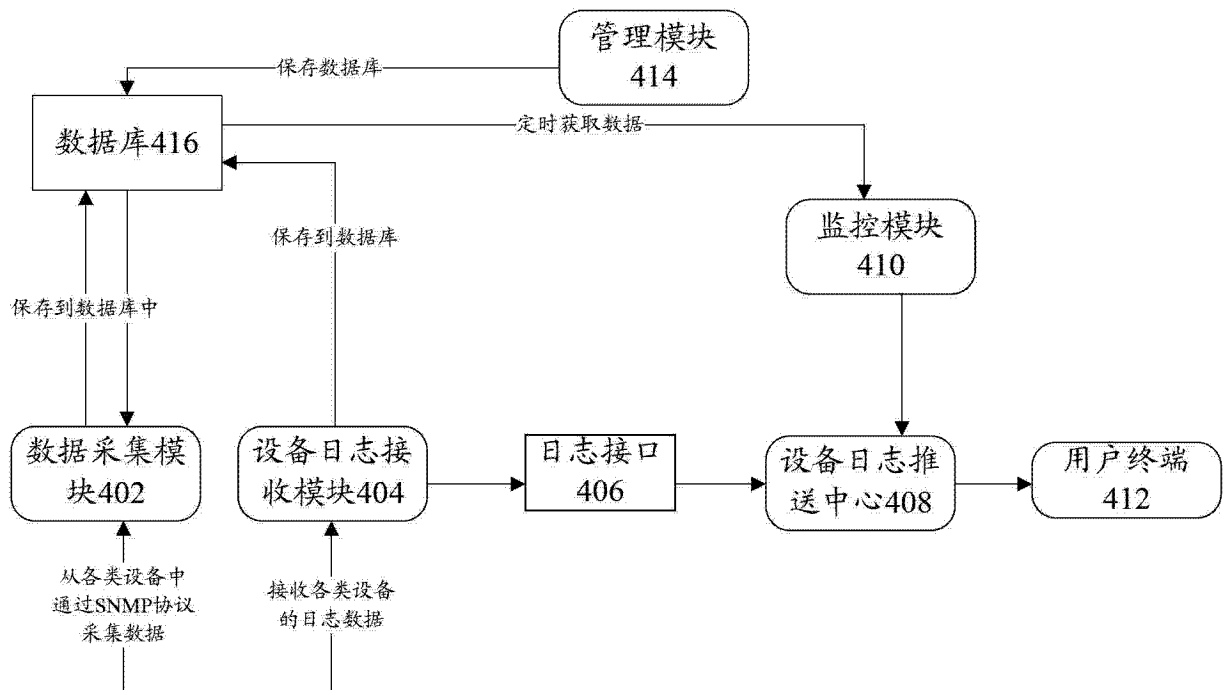 管理模块
414
保存数据库
数据库416
定时获取数据
监控模块
410
保存到数据库
保存到数据库中
数据采集模
块402
设备日志接
收模块404
日志接口
406
设备日志推
送中心408
用户终端
412
从各类设备中
通过SNMP协议
采集数据
接收各类设备
的日志数据